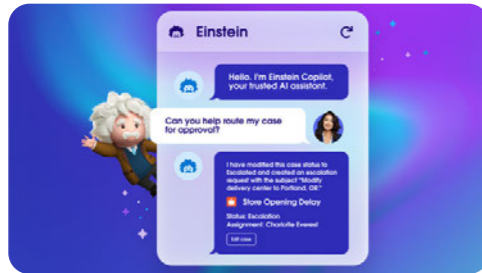 Einstein
Hello. I'm Einstein Copilot,
your trusted AI assistant.
Can you help route my case
for approval?
I have modified this case status to
Escalated and created an escalation
request with the subject "Modify
delivery center to Portland, OR."
Store Opening Delay
Status: Escalation
Assignment: Charlotte Everest
Edit case